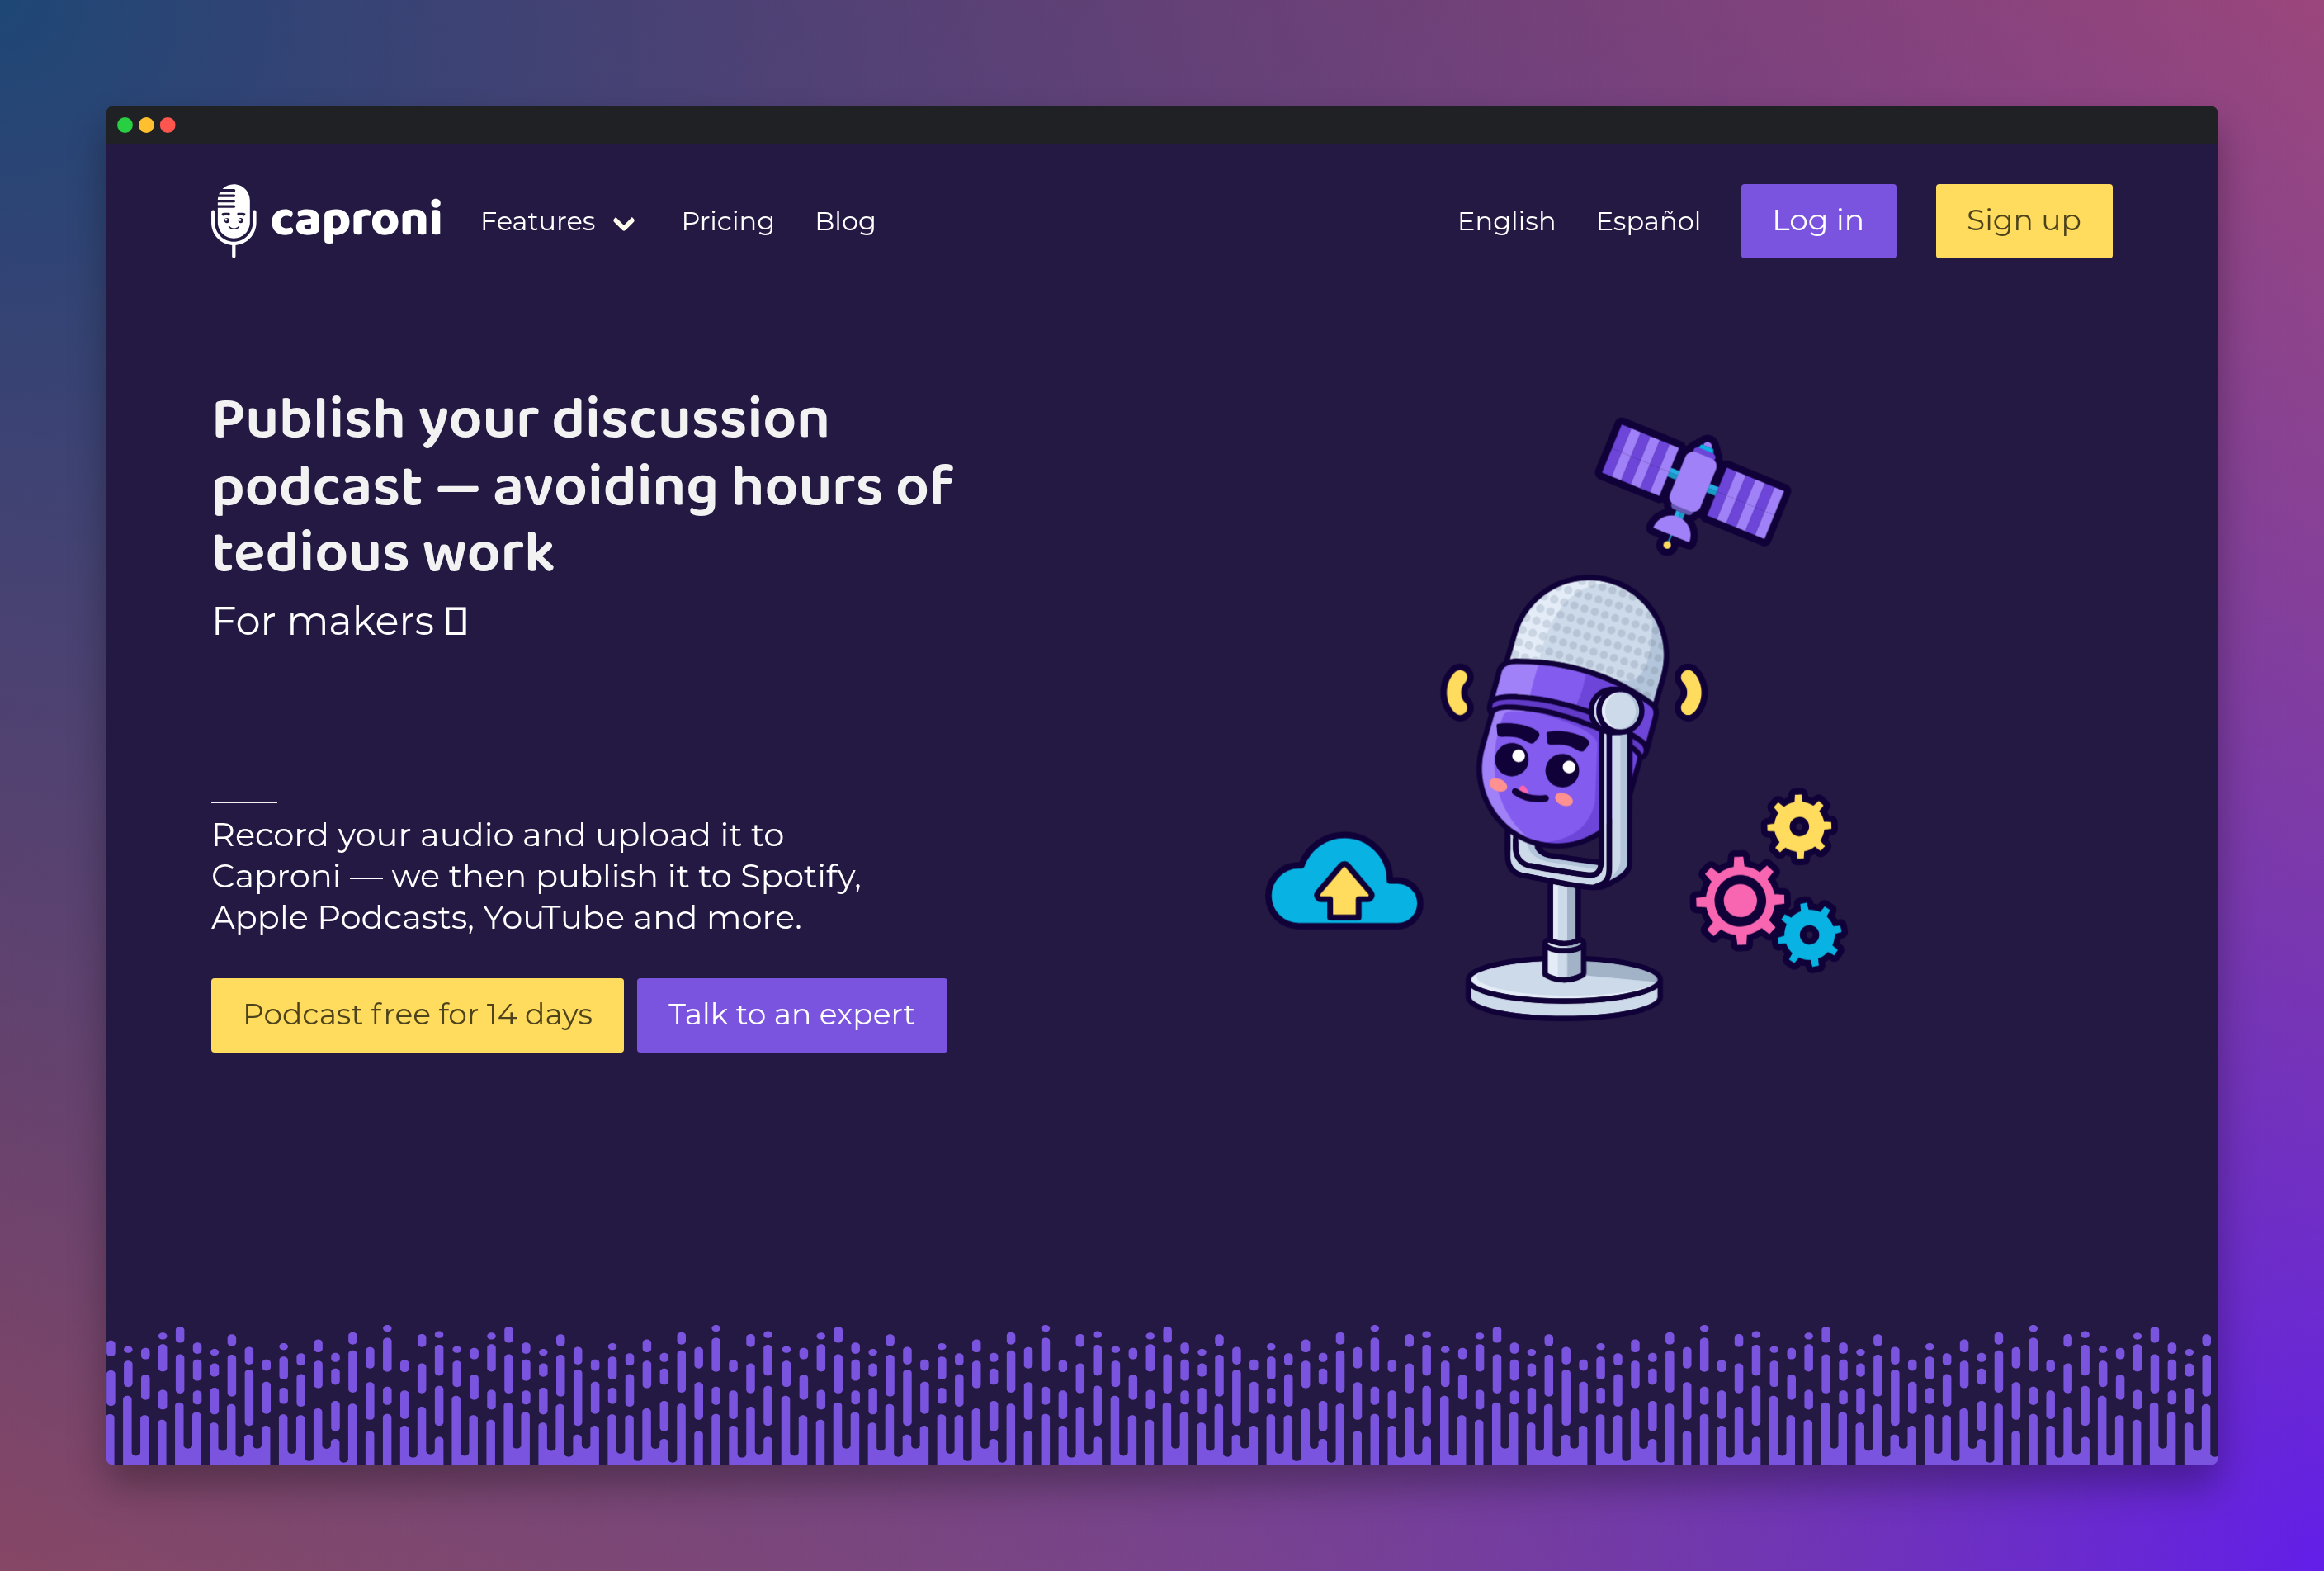 caproni
Features
Pricing
Blog
English
Español
Log in
Sign up
Publish your discussion
podcast — avoiding hours of
tedious work
For makers
Record your audio and upload it to
Caproni — we then publish it to Spotify,
Apple Podcasts, YouTube and more.
Podcast free for 14 days
Talk to an expert